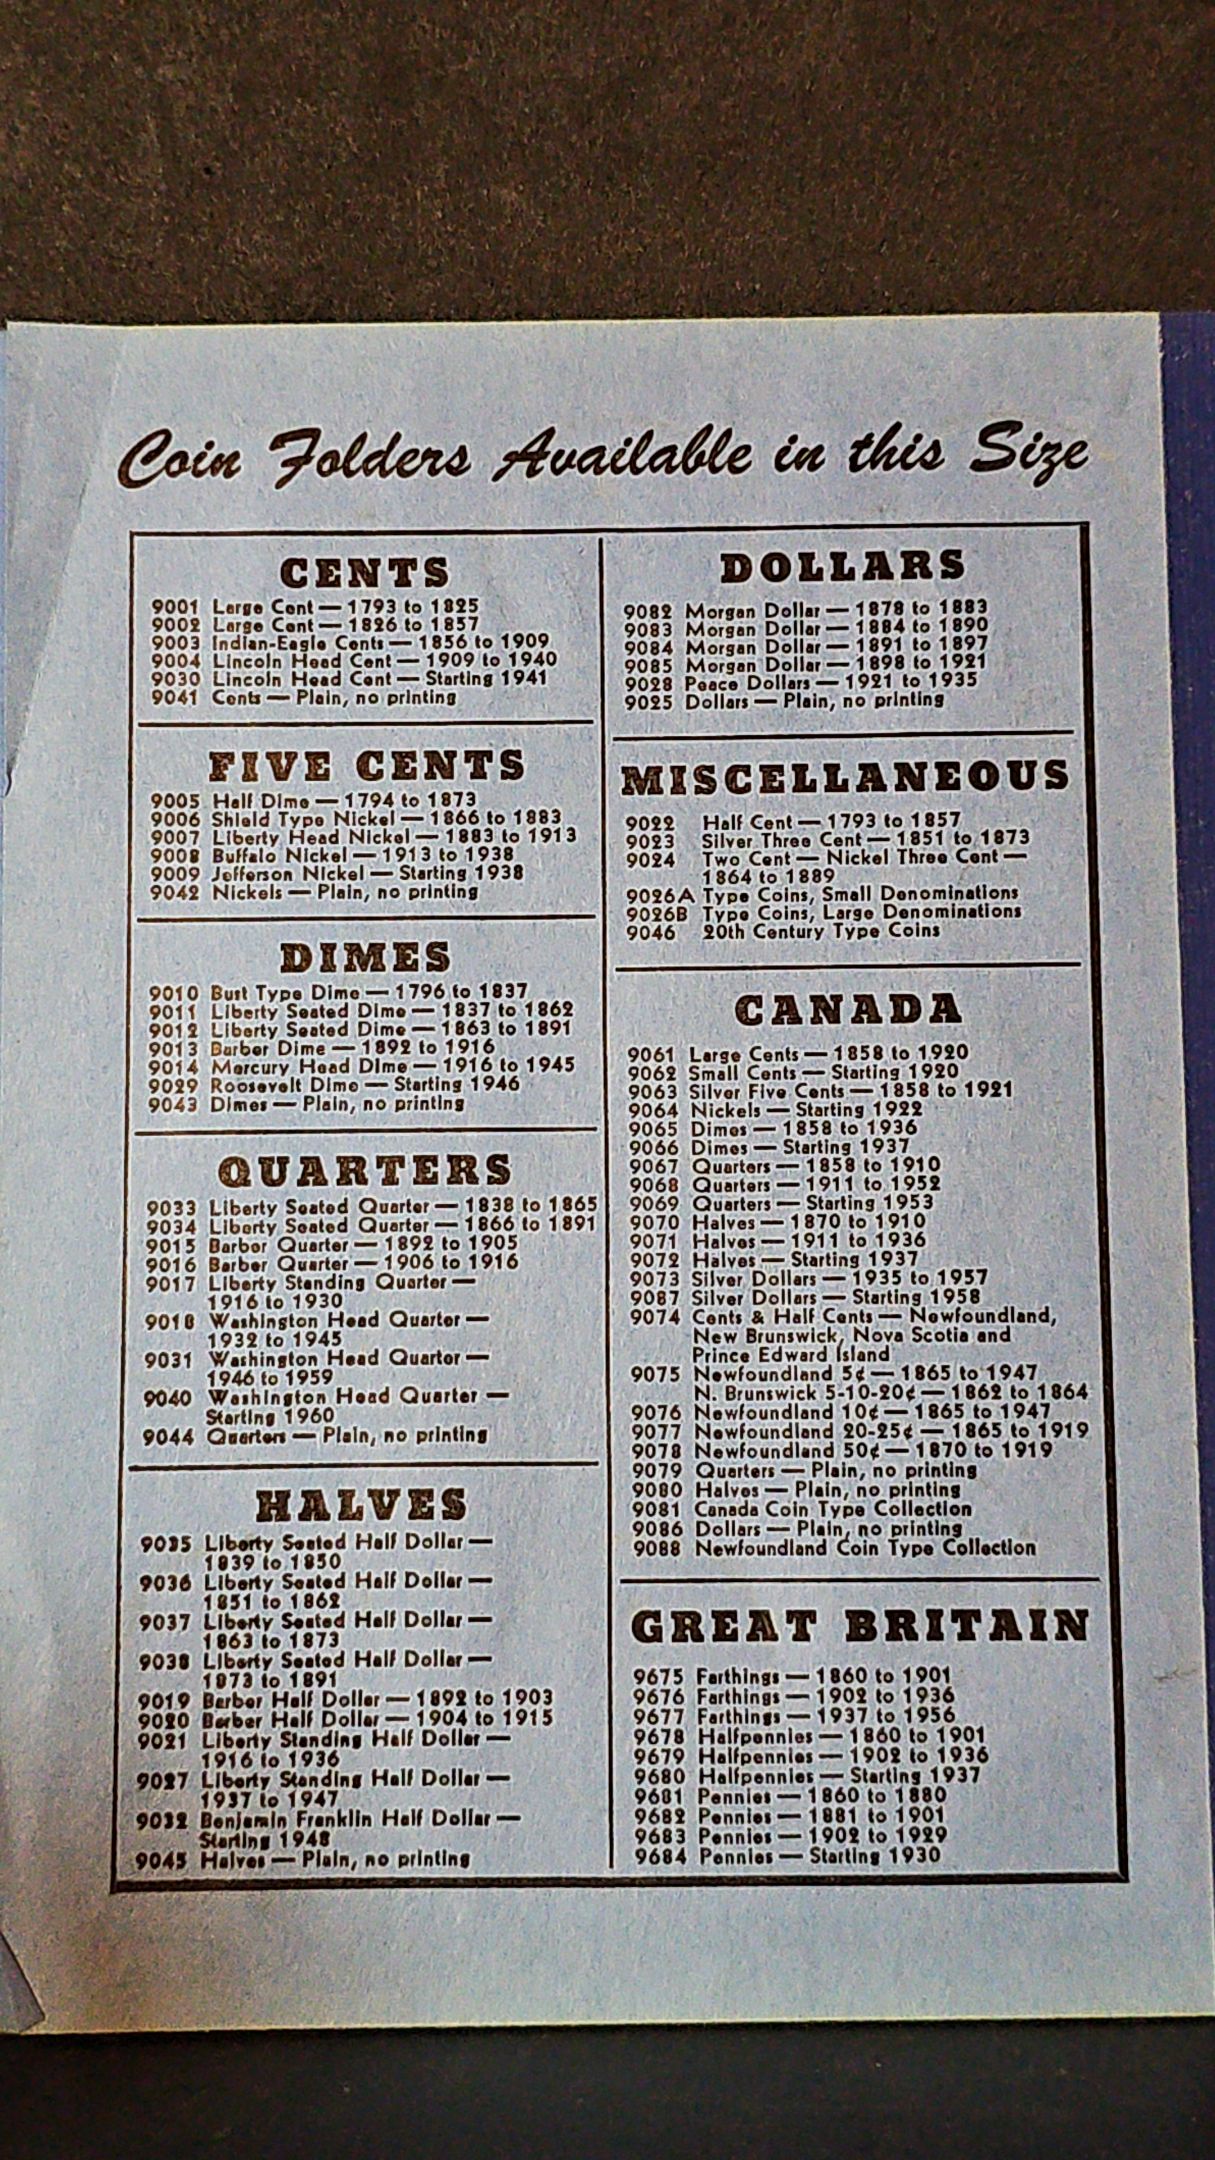 Coin Folders Available in this Size
CENTS
9001 Large Cent — 1793 to 1825
9002 Large Cent — 1826 to 1857
9003 Indian-Eagle Cents — 1856 to 1909
9004 Lincoln Head Cent — 1909 to 1940
9030 Lincoln Head Cent — Starting 1941
9041 Cents — Plain, no printing
FIVE CENTS
9005 Half Dime — 1794 to 1873
9006 Shield Type Nickel — 1866 to 1883
9007 Liberty Head Nickel — 1883 to 1913
9008 Buffalo Nickel — 1913 to 1938
9009 Jefferson Nickel — Starting 1938
9042 Nickels — Plain, no printing
DIMES
9010 Bust Type Dime — 1796 to 1837
9011 Liberty Seated Dime — 1837 to 1862
9012 Liberty Seated Dime — 1863 to 1891
9013 Barber Dime — 1892 to 1916
9014 Mercury Head Dime — 1916 to 1945
9029 Roosevelt Dime — Starting 1946
9043 Dimes — Plain, no printing
QUARTERS
9033 Liberty Seated Quarter — 1838 to 1865
9034 Liberty Seated Quarter — 1866 to 1891
9015 Barber Quarter — 1892 to 1905
9016 Barber Quarter — 1906 to 1916
9017 Liberty Standing Quarter —
1916 to 1930
9018 Washington Head Quarter —
1932 to 1945
9031 Washington Head Quarter —
1946 to 1959
9040 Washington Head Quarter —
Starting 1960
9044 Quarters — Plain, no printing
HALVES
9035 Liberty Seated Half Dollar —
1839 to 1850
9036 Liberty Seated Half Dollar —
1851 to 1862
9037 Liberty Seated Half Dollar —
1863 to 1873
9038 Liberty Seated Half Dollar —
1873 to 1891
9019 Barber Half Dollar — 1892 to 1903
9020 Barber Half Dollar — 1904 to 1915
9021 Liberty Standing Half Dollar —
1916 to 1936
9027 Liberty Standing Half Dollar —
1937 to 1947
9032 Benjamin Franklin Half Dollar —
Starting 1948
9045 Halves — Plain, no printing
DOLLARS
9082 Morgan Dollar — 1878 to 1883
9083 Morgan Dollar — 1884 to 1890
9084 Morgan Dollar — 1891 to 1897
9085 Morgan Dollar — 1898 to 1921
9028 Peace Dollars — 1921 to 1935
9025 Dollars — Plain, no printing
MISCELLANEOUS
9022 Half Cent — 1793 to 1857
9023 Silver Three Cent — 1851 to 1873
9024 Two Cent — Nickel Three Cent —
1864 to 1889
9026A Type Coins, Small Denominations
9026B Type Coins, Large Denominations
9046 20th Century Type Coins
CANADA
9061 Large Cents — 1858 to 1920
9062 Small Cents — Starting 1920
9063 Silver Five Cents — 1858 to 1921
9064 Nickels — Starting 1922
9065 Dimes — 1858 to 1936
9066 Dimes — Starting 1937
9067 Quarters — 1858 to 1910
9068 Quarters — 1911 to 1952
9069 Quarters — Starting 1953
9070 Halves — 1870 to 1910
9071 Halves — 1911 to 1936
9072 Halves — Starting 1937
9073 Silver Dollars — 1935 to 1957
9087 Silver Dollars — Starting 1958
9074 Cents & Half Cents — Newfoundland,
New Brunswick, Nova Scotia and
Prince Edward Island
9075 Newfoundland 5¢ — 1865 to 1947
N. Brunswick 5-10-20¢ — 1862 to 1864
9076 Newfoundland 10¢ — 1865 to 1947
9077 Newfoundland 20-25¢ — 1865 to 1919
9078 Newfoundland 50¢ — 1870 to 1919
9079 Quarters — Plain, no printing
9080 Halves — Plain, no printing
9081 Canada Coin Type Collection
9086 Dollars — Plain, no printing
9088 Newfoundland Coin Type Collection
GREAT BRITAIN
9675 Farthings — 1860 to 1901
9676 Farthings — 1902 to 1936
9677 Farthings — 1937 to 1956
9678 Halfpennies — 1860 to 1901
9679 Halfpennies — 1902 to 1936
9680 Halfpennies — Starting 1937
9681 Pennies — 1860 to 1880
9682 Pennies — 1881 to 1901
9683 Pennies — 1902 to 1929
9684 Pennies — Starting 1930